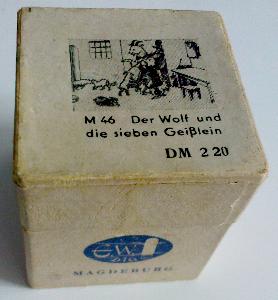 M 46 Der Wolf und
die sieben Geißlein
DM 2 20
MAGDEBURG